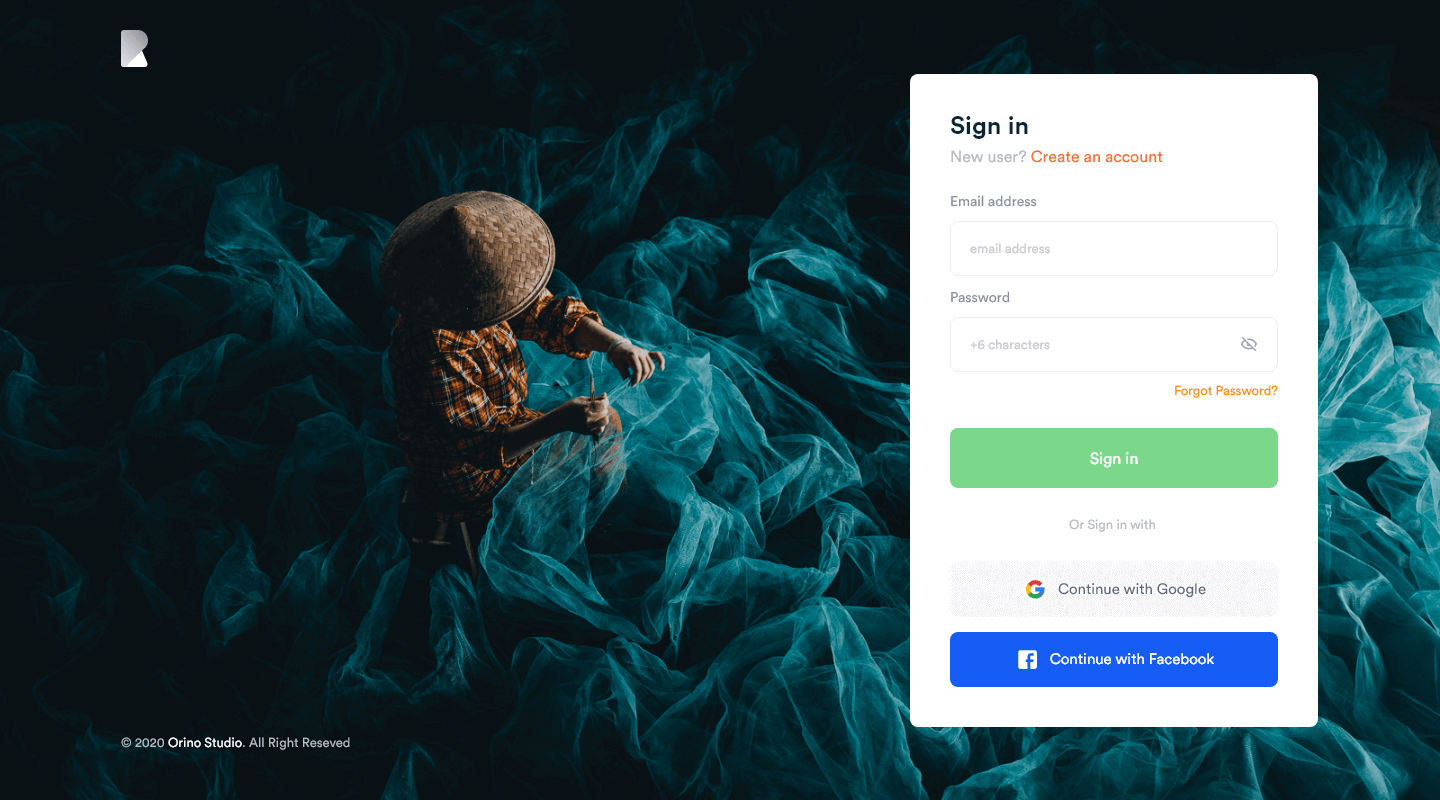 Sign in
New user? Create an account
Email address
email address
Password
+6 characters
Forgot Password?
Sign in
Or Sign in with
Continue with Google
Continue with Facebook
© 2020 Orino Studio. All Right Reseved